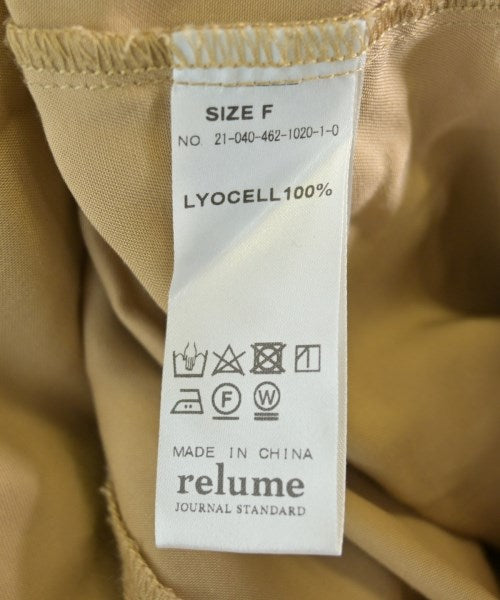 SIZE F
NO. 21-040-462-1020-1-0
LYOCELL100%
F W
MADE IN CHINA
relume
JOURNAL STANDARD